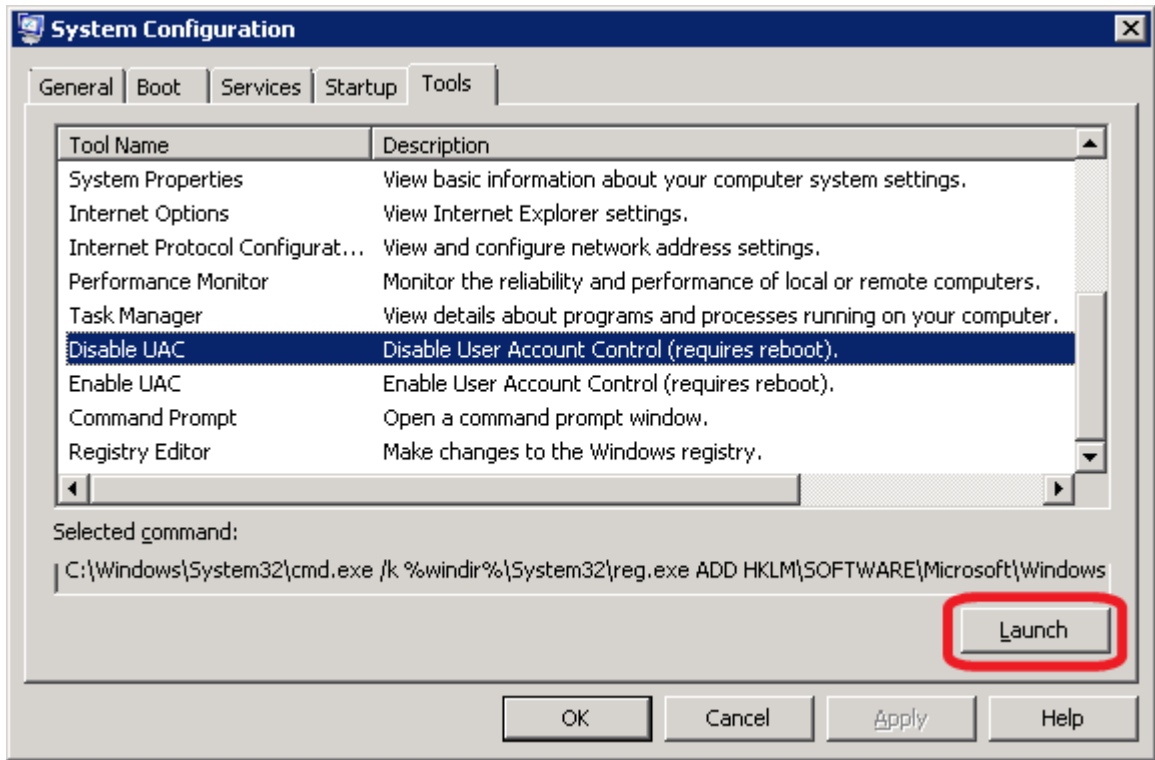 System Configuration
General Boot Services Startup Tools
Tool Name Description
System Properties View basic information about your computer system settings.
Internet Options View Internet Explorer settings.
Internet Protocol Configurat... View and configure network address settings.
Performance Monitor Monitor the reliability and performance of local or remote computers.
Task Manager View details about programs and processes running on your computer.
Disable UAC Disable User Account Control (requires reboot).
Enable UAC Enable User Account Control (requires reboot).
Command Prompt Open a command prompt window.
Registry Editor Make changes to the Windows registry.
Selected command:
C:\Windows\System32\cmd.exe /k %windir%\System32\reg.exe ADD HKLM\SOFTWARE\Microsoft\Windows
Launch
OK Cancel Apply Help